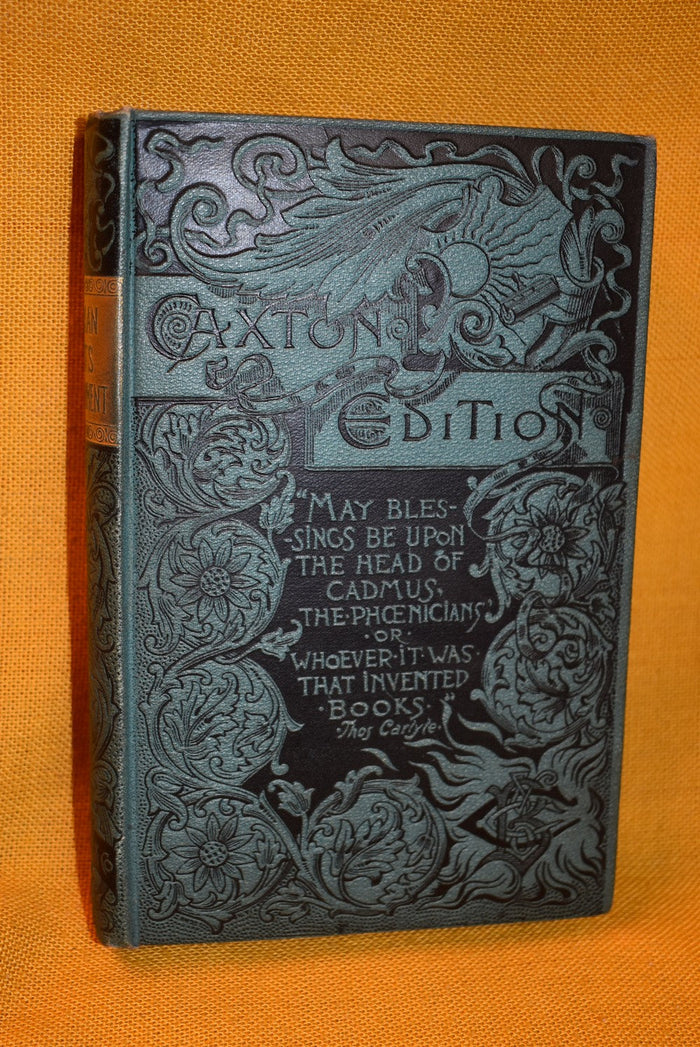 CAXTON
EDITION
"MAY BLES-
-SINGS BE UPON
THE HEAD OF
CADMUS,
THE·PHŒNICIANS,
·OR·
WHOEVER·IT·WAS·
THAT INVENTED
·BOOKS·"
Thos Carlyle.
6